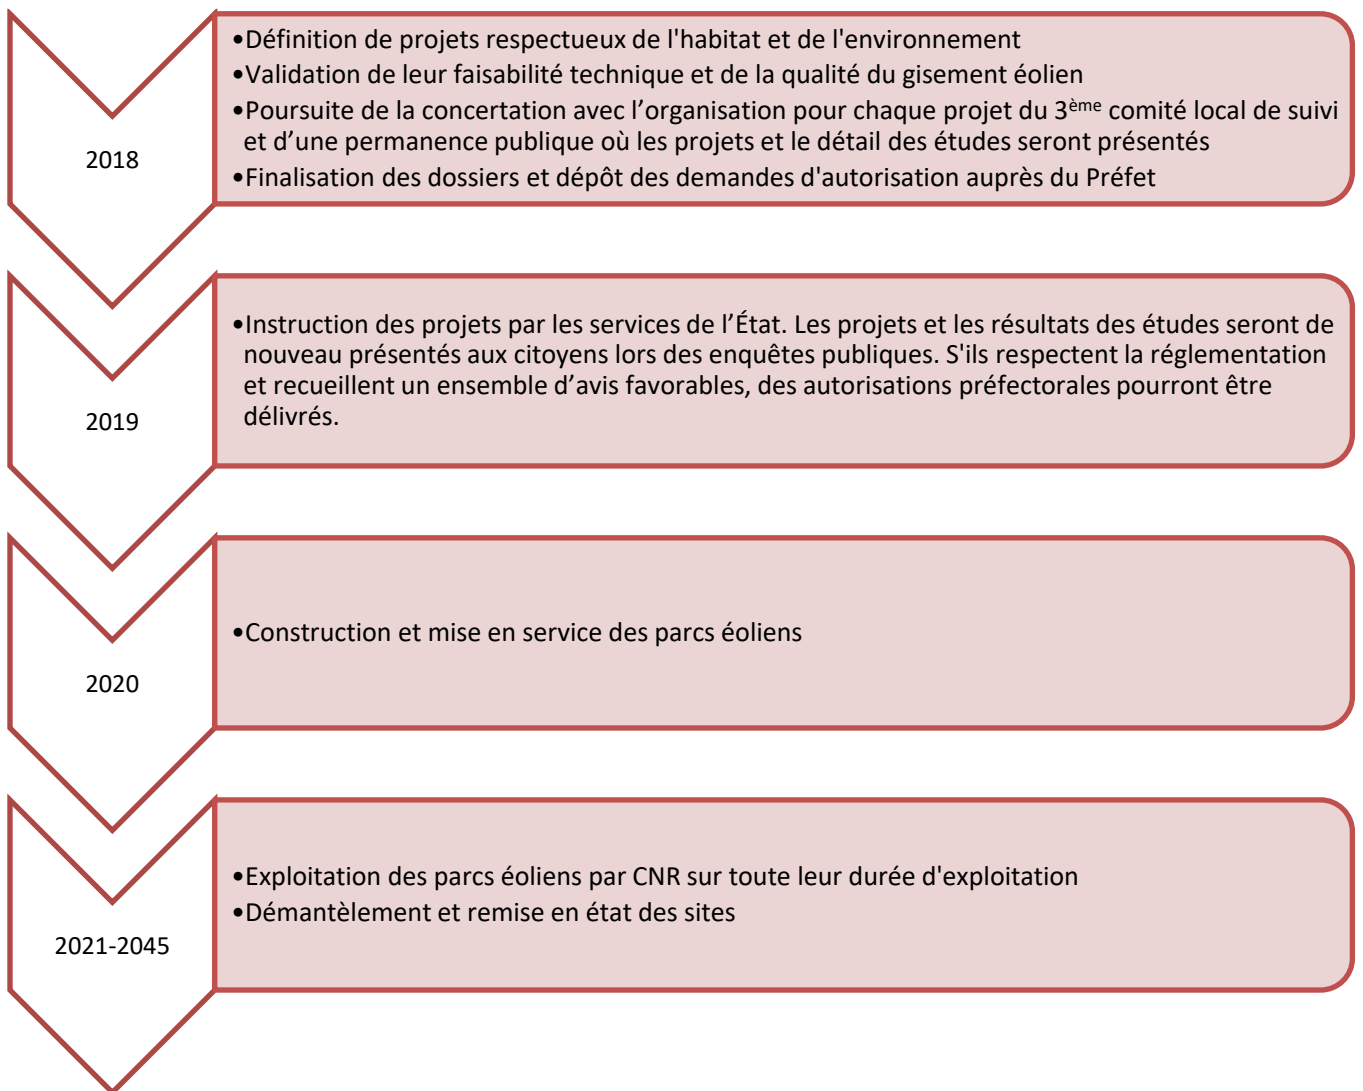 •Définition de projets respectueux de l'habitat et de l'environnement
•Validation de leur faisabilité technique et de la qualité du gisement éolien
•Poursuite de la concertation avec l’organisation pour chaque projet du 3ème comité local de suivi
et d’une permanence publique où les projets et le détail des études seront présentés
•Finalisation des dossiers et dépôt des demandes d'autorisation auprès du Préfet
2018
•Instruction des projets par les services de l’État. Les projets et les résultats des études seront de
nouveau présentés aux citoyens lors des enquêtes publiques. S'ils respectent la réglementation
et recueillent un ensemble d’avis favorables, des autorisations préfectorales pourront être
délivrés.
2019
•Construction et mise en service des parcs éoliens
2020
•Exploitation des parcs éoliens par CNR sur toute leur durée d'exploitation
•Démantèlement et remise en état des sites
2021-2045